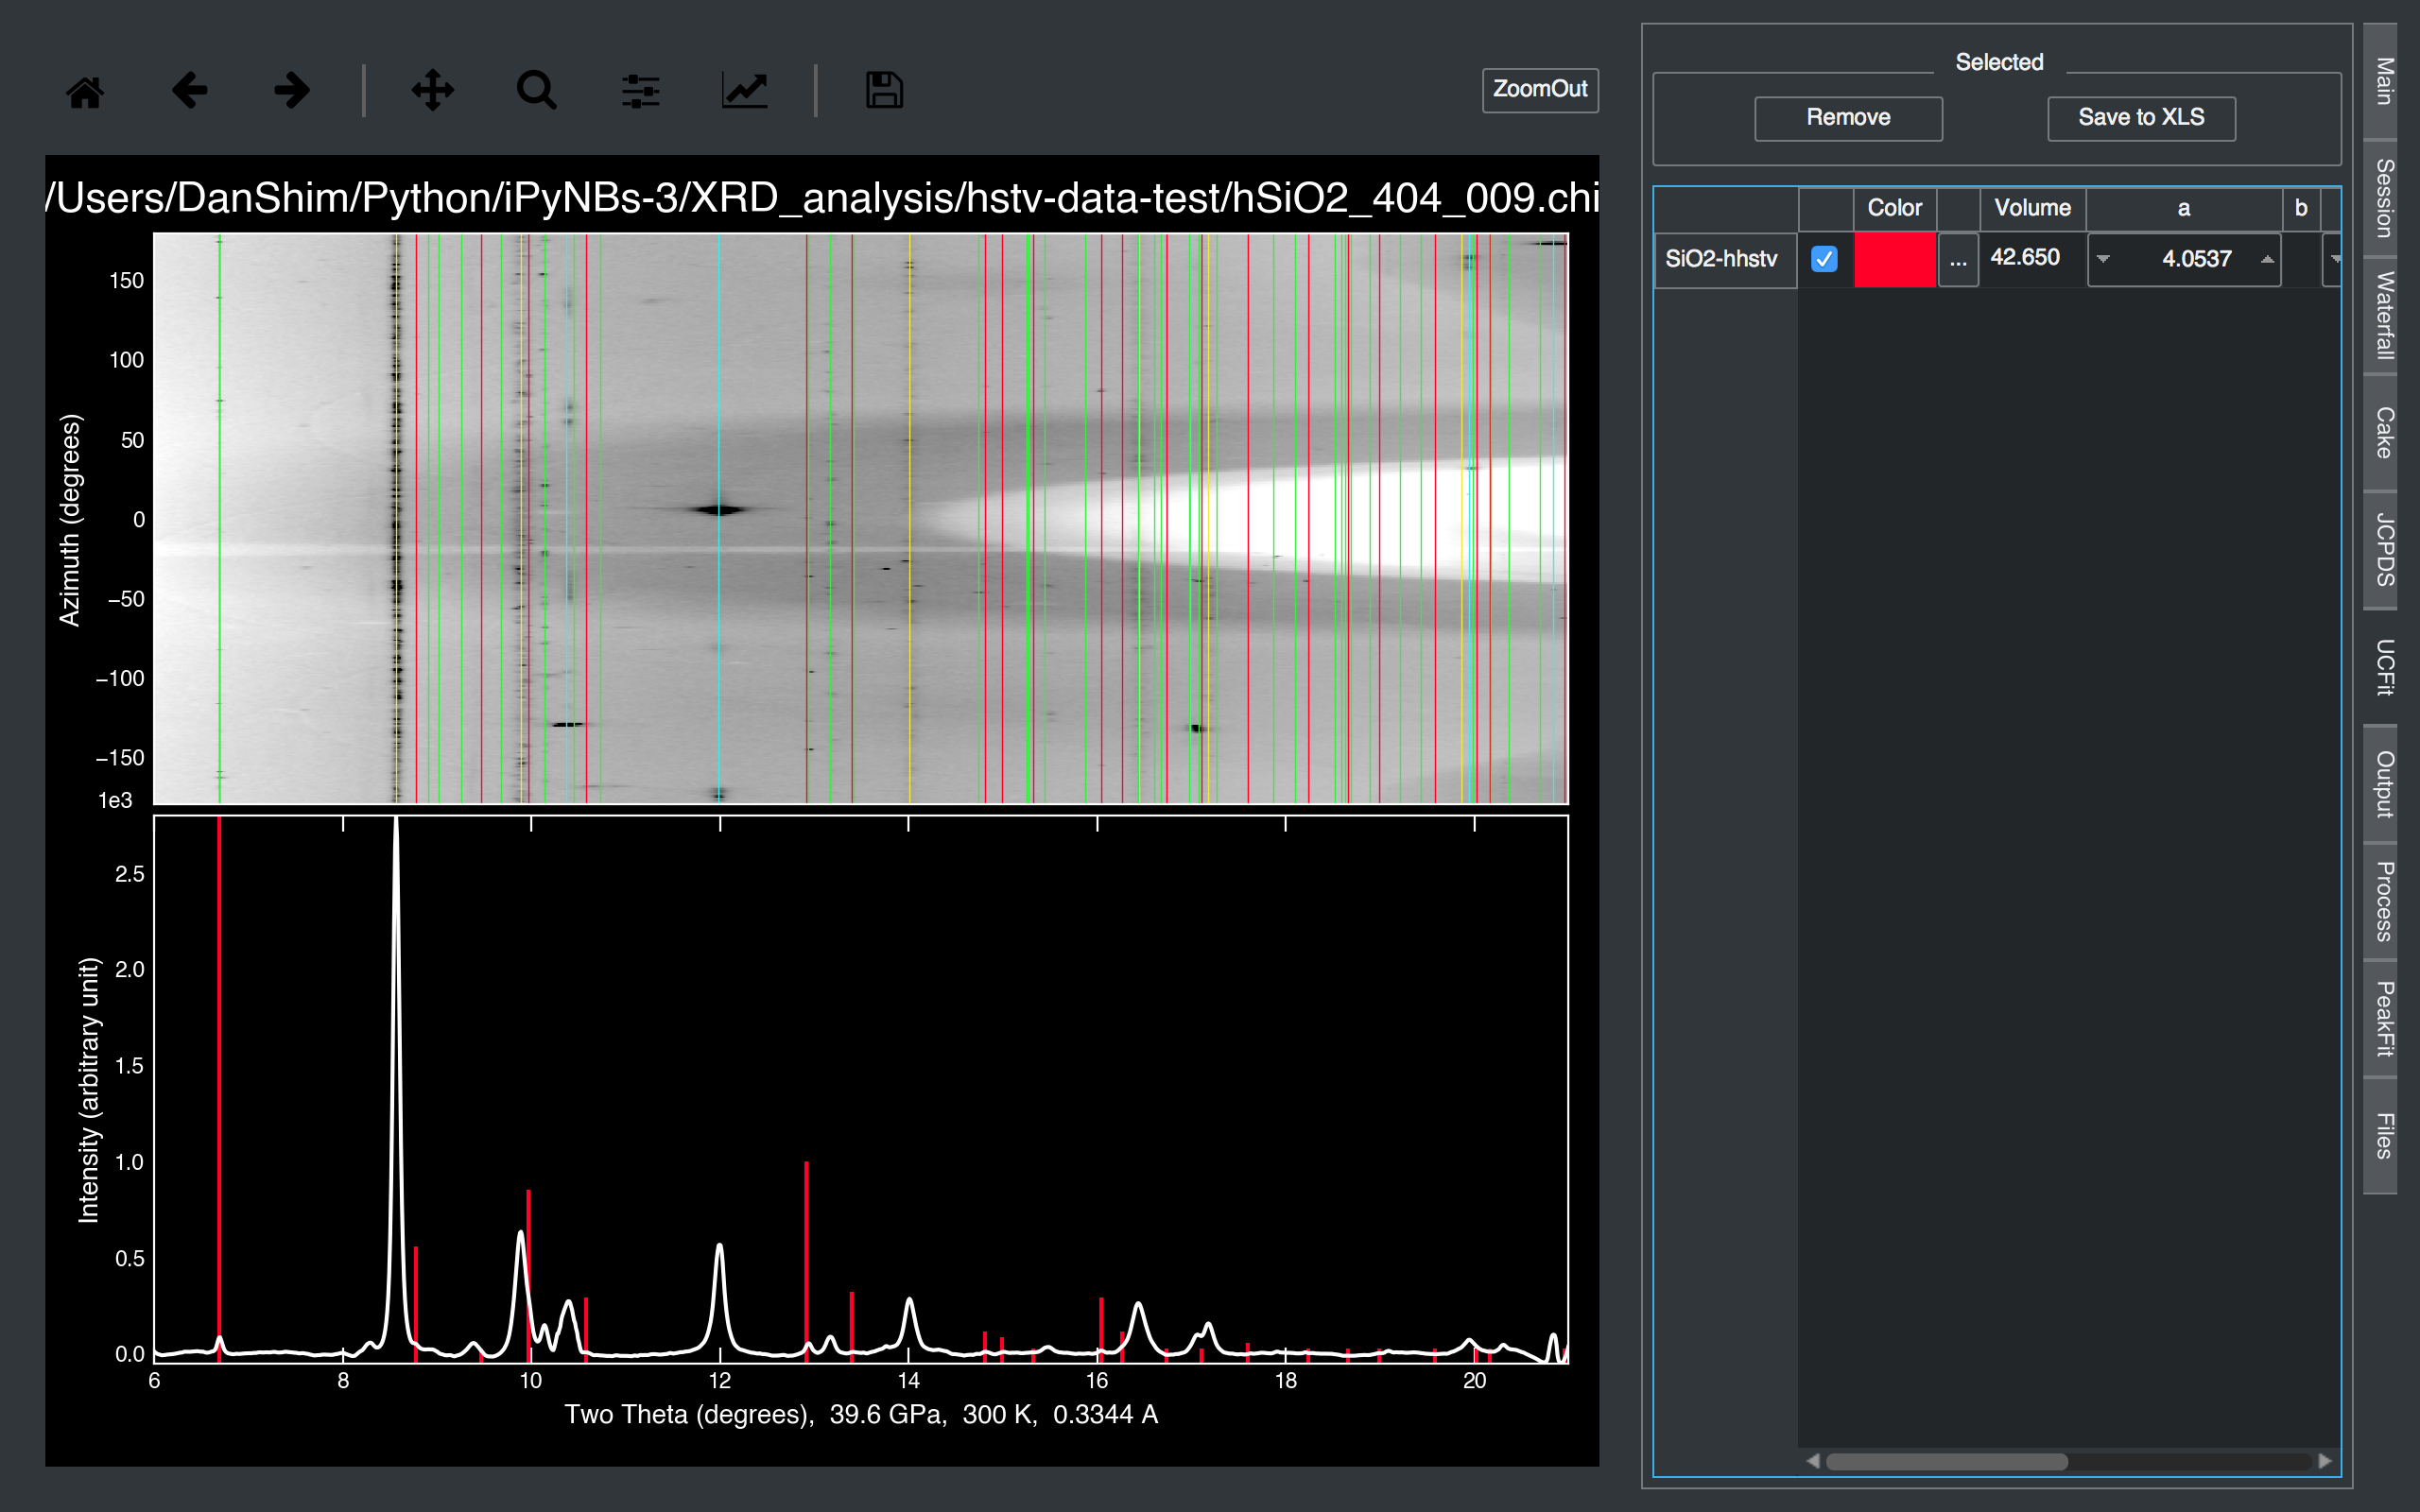 ZoomOut
/Users/DanShim/Python/iPyNBs-3/XRD_analysis/hstv-data-test/hSiO2_404_009.chi
150
100
50
0
−50
−100
−150
Azimuth (degrees)
1e3
2.5
2.0
1.5
1.0
0.5
0.0
Intensity (arbitrary unit)
6 8 10 12 14 16 18 20
Two Theta (degrees), 39.6 GPa, 300 K, 0.3344 A
Selected
Remove Save to XLS
Color Volume a b
SiO2-hhstv ... 42.650 4.0537
Main
Session
Waterfall
Cake
JCPDS
UCFit
Output
Process
PeakFit
Files